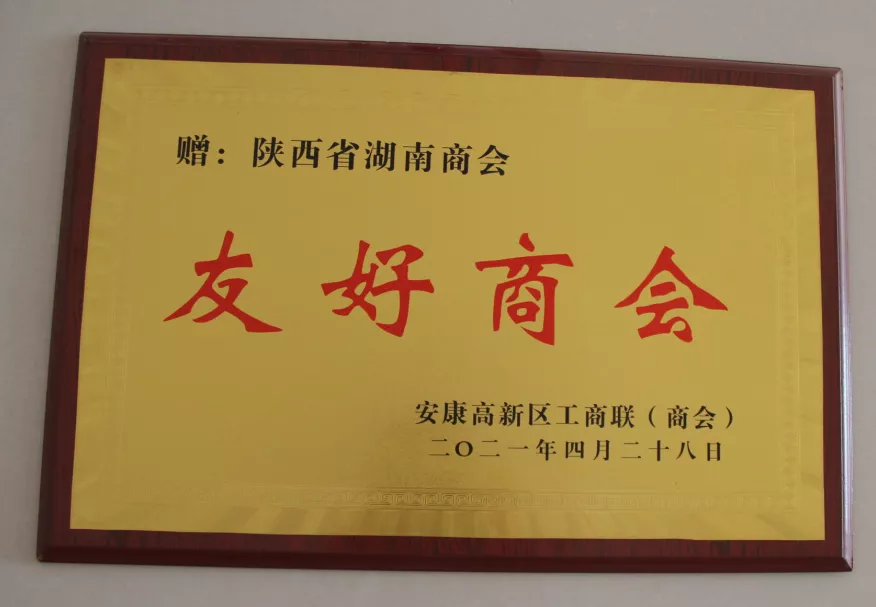 赠：陕西省湖南商会
友好商会
安康高新区工商联（商会）
二〇二一年四月二十八日